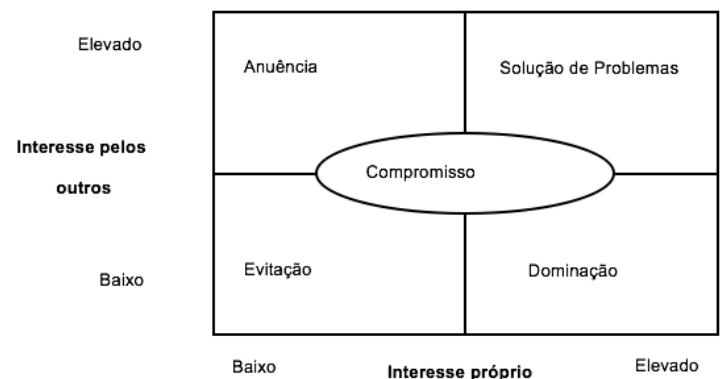 Elevado
Anuência
Solução de Problemas
Interesse pelos
outros
Compromisso
Evitação
Dominação
Baixo
Baixo
Interesse próprio
Elevado